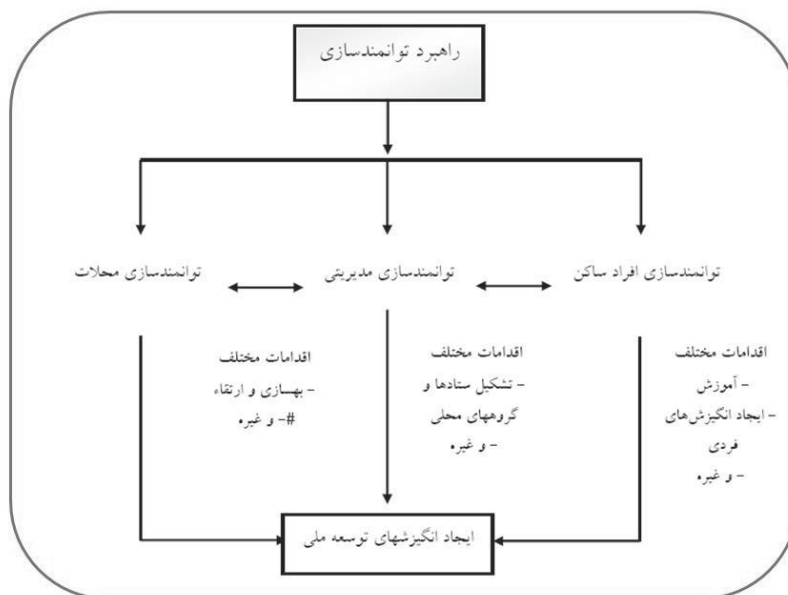 راهبرد توانمندسازی
توانمندسازی افراد ساکن
توانمندسازی مدیریتی
توانمندسازی محلات
اقدامات مختلف
- آموزش
- ایجاد انگیزش‌های
فردی
- و غیره
اقدامات مختلف
- تشکیل ستادها و
گروههای محلی
- و غیره
اقدامات مختلف
- بهسازی و ارتقاء
#- و غیره
ایجاد انگیزشهای توسعه ملی